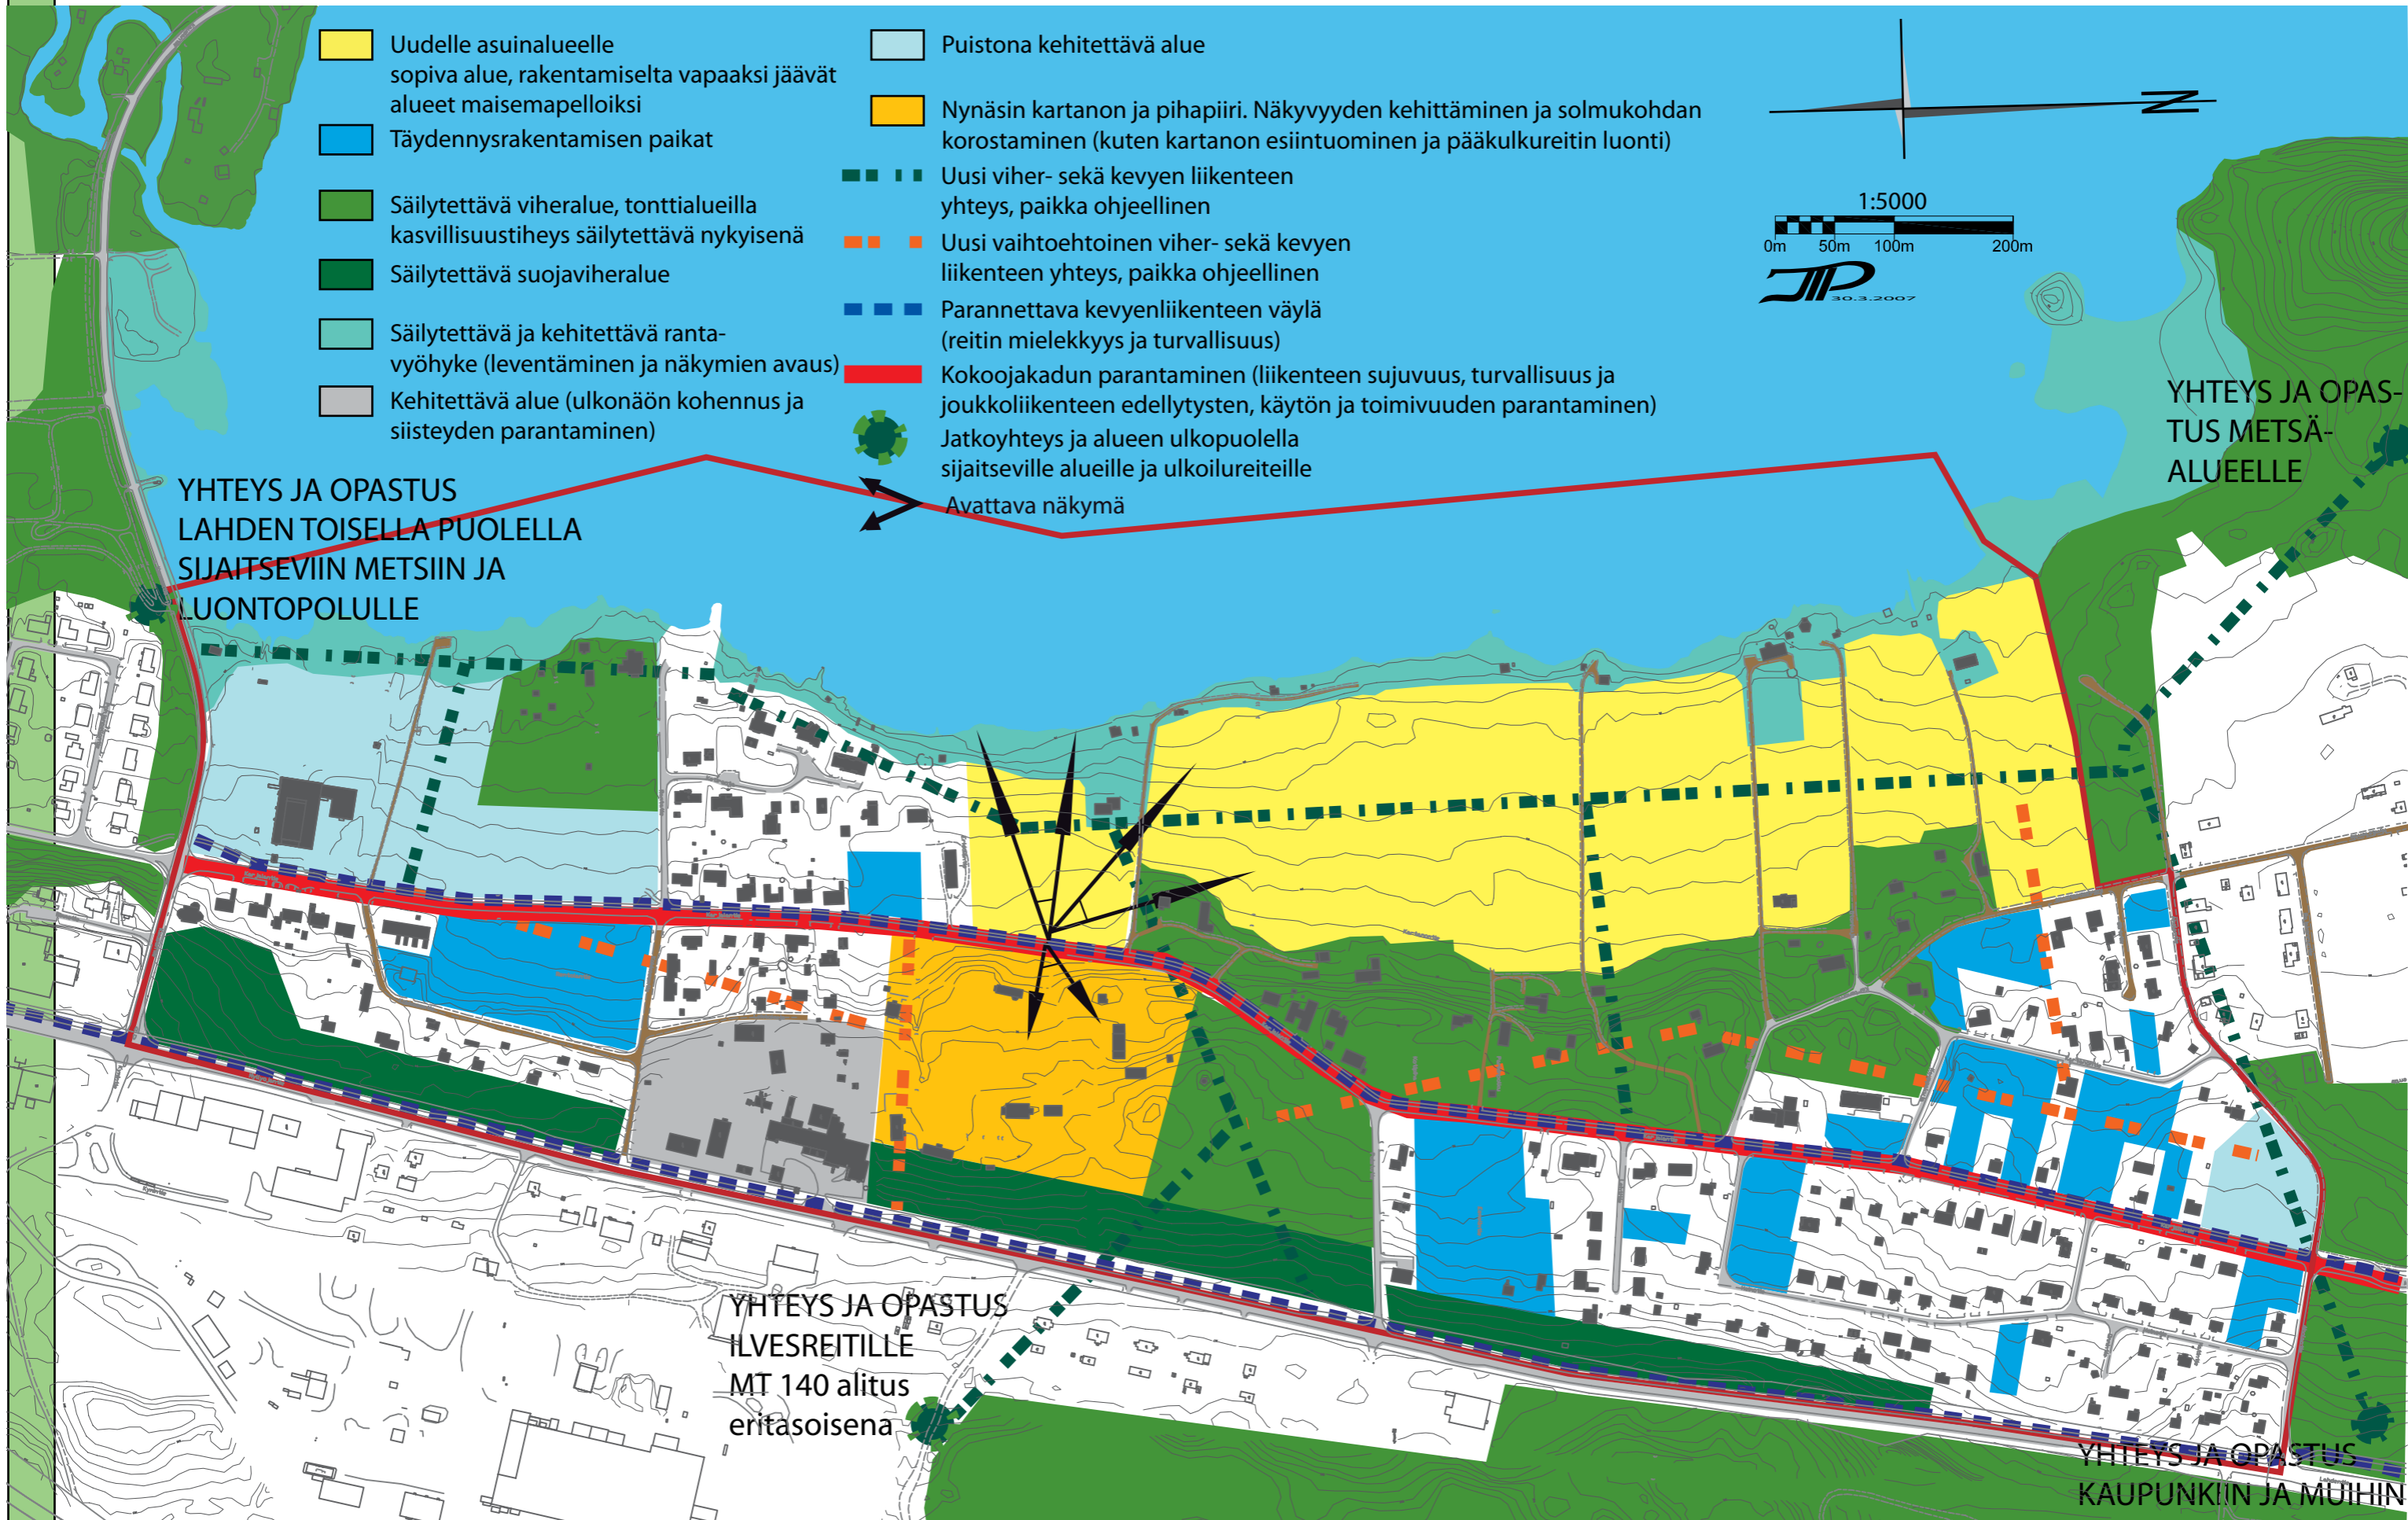 Uudelle asuinalueelle
sopiva alue, rakentamiselta vapaaksi jäävät
alueet maisemapelloiksi
Täydennysrakentamisen paikat
Säilytettävä viheralue, tonttialueilla
kasvillisuustiheys säilytettävä nykyisenä
Säilytettävä suojaviheralue
Säilytettävä ja kehitettävä ranta-
vyöhyke (leventäminen ja näkymien avaus)
Kehitettävä alue (ulkonäön kohennus ja
siisteyden parantaminen)
Puistona kehitettävä alue
Nynäsin kartanon ja pihapiiri. Näkyvyyden kehittäminen ja solmukohdan
korostaminen (kuten kartanon esiintuominen ja pääkulkureitin luonti)
Uusi viher- sekä kevyen liikenteen
yhteys, paikka ohjeellinen
Uusi vaihtoehtoinen viher- sekä kevyen
liikenteen yhteys, paikka ohjeellinen
Parannettava kevyenliikenteen väylä
(reitin mielekkyys ja turvallisuus)
Kokoojakadun parantaminen (liikenteen sujuvuus, turvallisuus ja
joukkoliikenteen edellytysten, käytön ja toimivuuden parantaminen)
Jatkoyhteys ja alueen ulkopuolella
sijaitseville alueille ja ulkoilureiteille
Avattava näkymä
N
1:5000
0m 50m 100m 200m
JJP
30.3.2007
YHTEYS JA OPAS-
TUS METSÄ-
ALUEELLE
YHTEYS JA OPASTUS
LAHDEN TOISELLA PUOLELLA
SIJAITSEVIIN METSIIN JA
LUONTOPOLULLE
YHTEYS JA OPASTUS
ILVESREITILLE
MT 140 alitus
eritasoisena
YHTEYS JA OPASTUS
KAUPUNKIIN JA MUIHIN